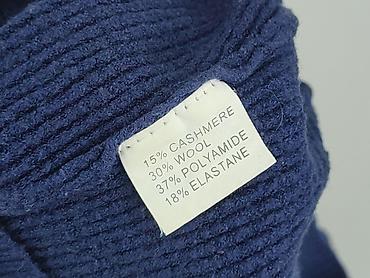 15% CASHMERE
30% WOOL
37% POLYAMIDE
18% ELASTANE